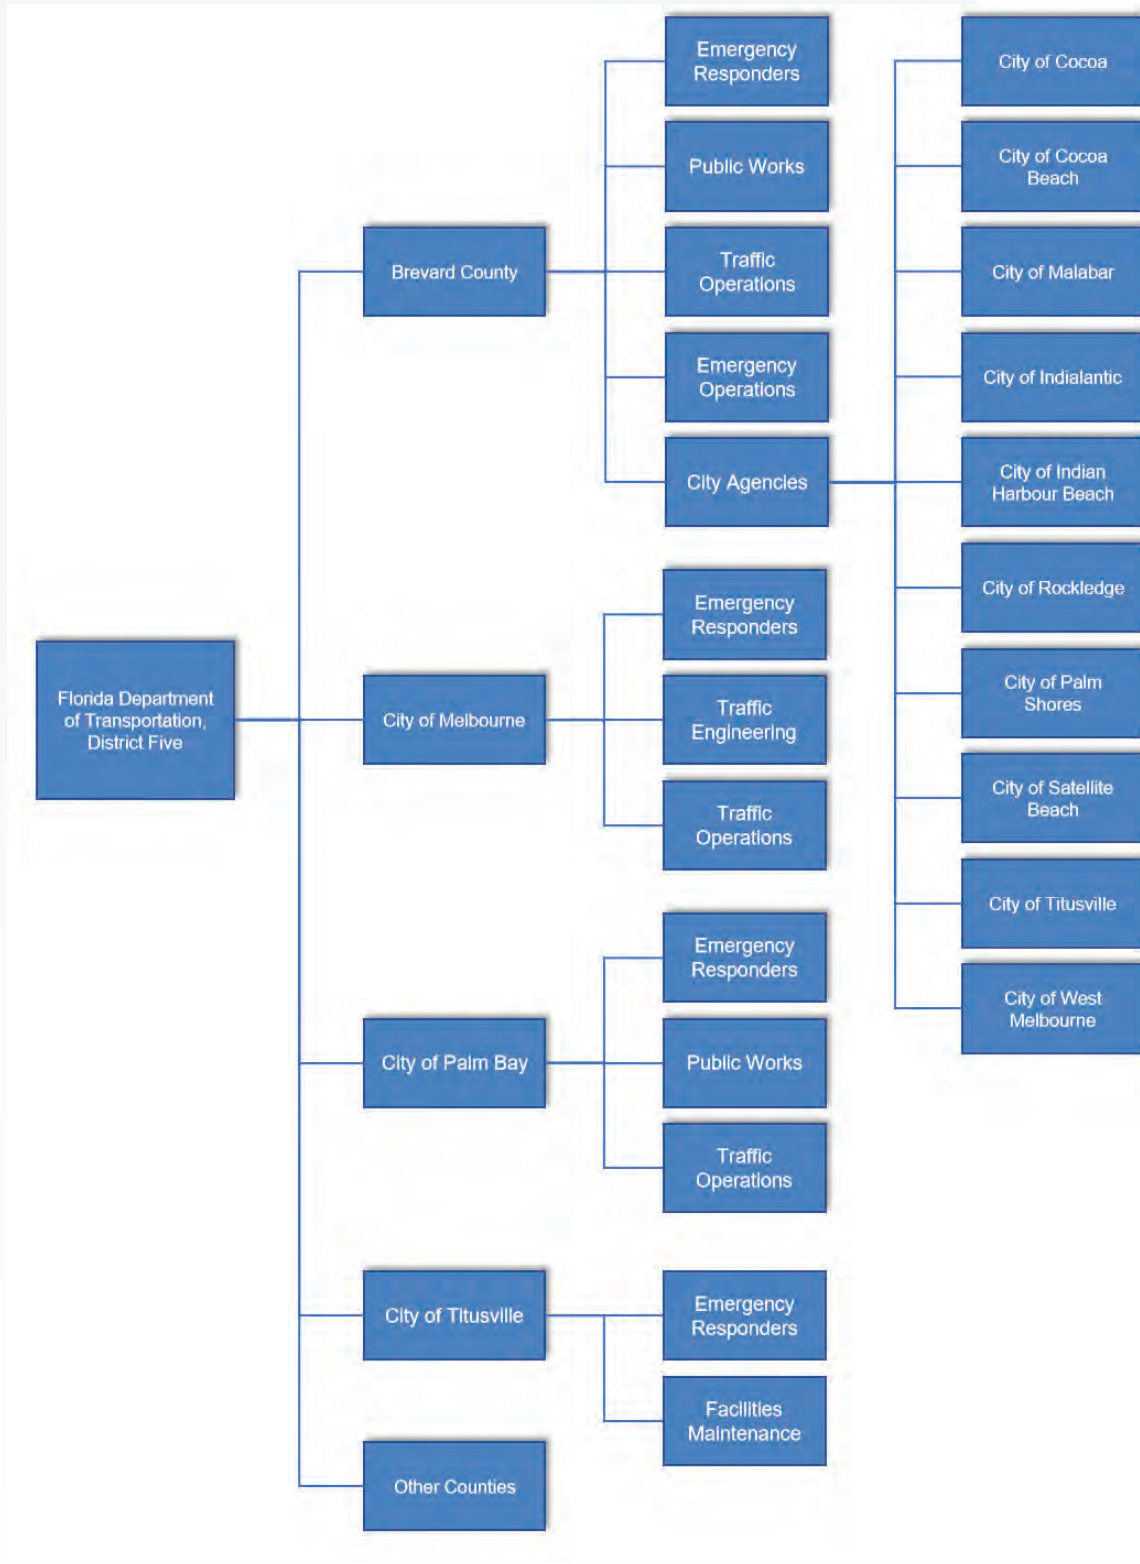 Emergency
Responders
Public Works
Brevard County
Traffic
Operations
Emergency
Operations
City Agencies
City of Cocoa
City of Cocoa
Beach
City of Malabar
City of Indialantic
City of Indian
Harbour Beach
City of Rockledge
City of Palm
Shores
City of Satellite
Beach
City of Titusville
City of West
Melbourne
Florida Department
of Transportation,
District Five
City of Melbourne
Emergency
Responders
Traffic
Engineering
Traffic
Operations
City of Palm Bay
Emergency
Responders
Public Works
Traffic
Operations
City of Titusville
Emergency
Responders
Facilities
Maintenance
Other Counties